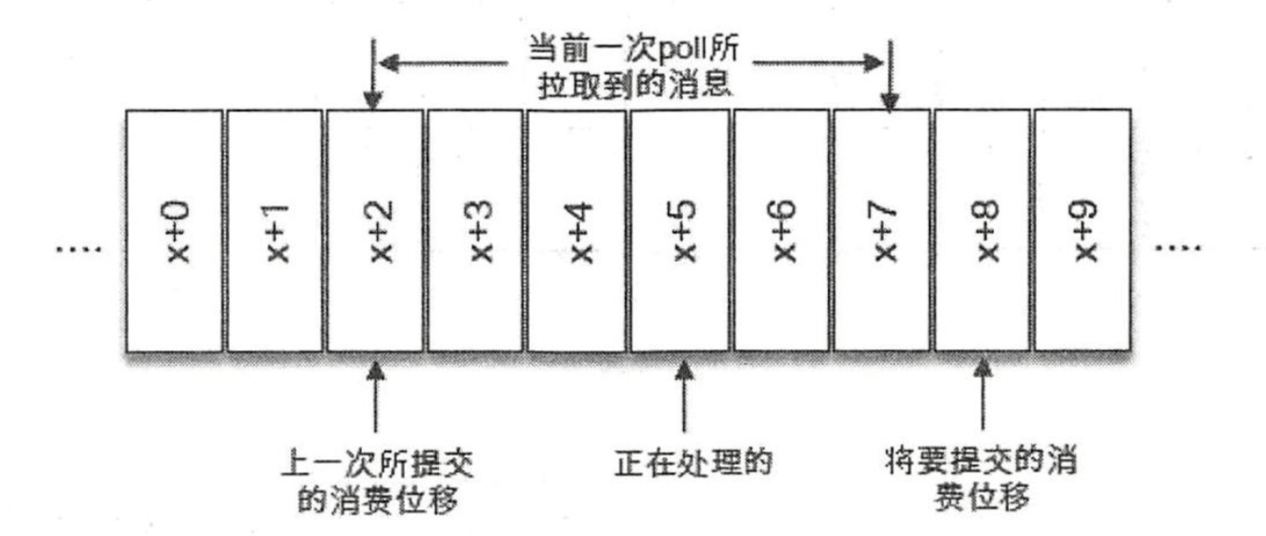 当前一次poll所
拉取到的消息
....
x+0
x+1
x+2
x+3
x+4
x+5
x+6
x+7
x+8
x+9
....
上一次所提交
的消费位移
正在处理的
将要提交的消
费位移